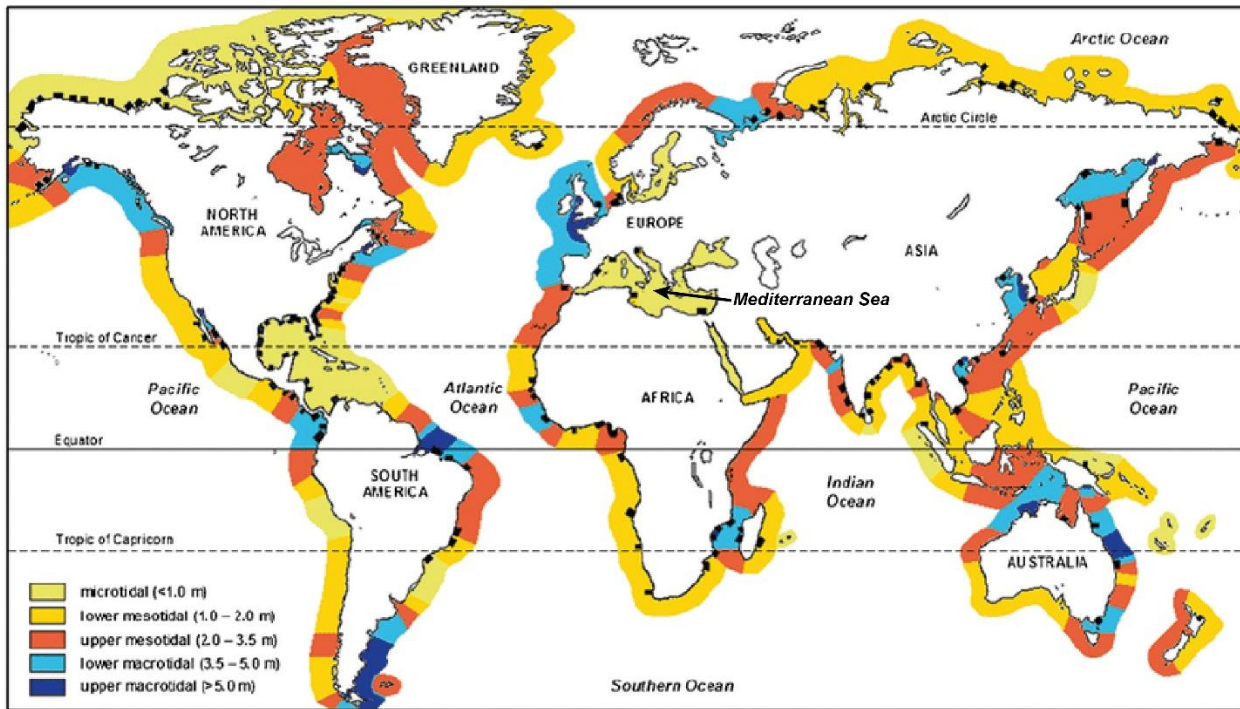 Arctic Ocean
GREENLAND
Arctic Circle
NORTH
AMERICA
EUROPE
ASIA
Mediterranean Sea
Tropic of Cancer
Pacific
Ocean
Atlantic
Ocean
AFRICA
Pacific
Ocean
Equator
SOUTH
AMERICA
Indian
Ocean
Tropic of Capricorn
AUSTRALIA
microtidal (<1.0 m)
lower mesotidal (1.0 – 2.0 m)
upper mesotidal (2.0 – 3.5 m)
lower macrotidal (3.5 – 5.0 m)
upper macrotidal (>5.0 m)
Southern Ocean